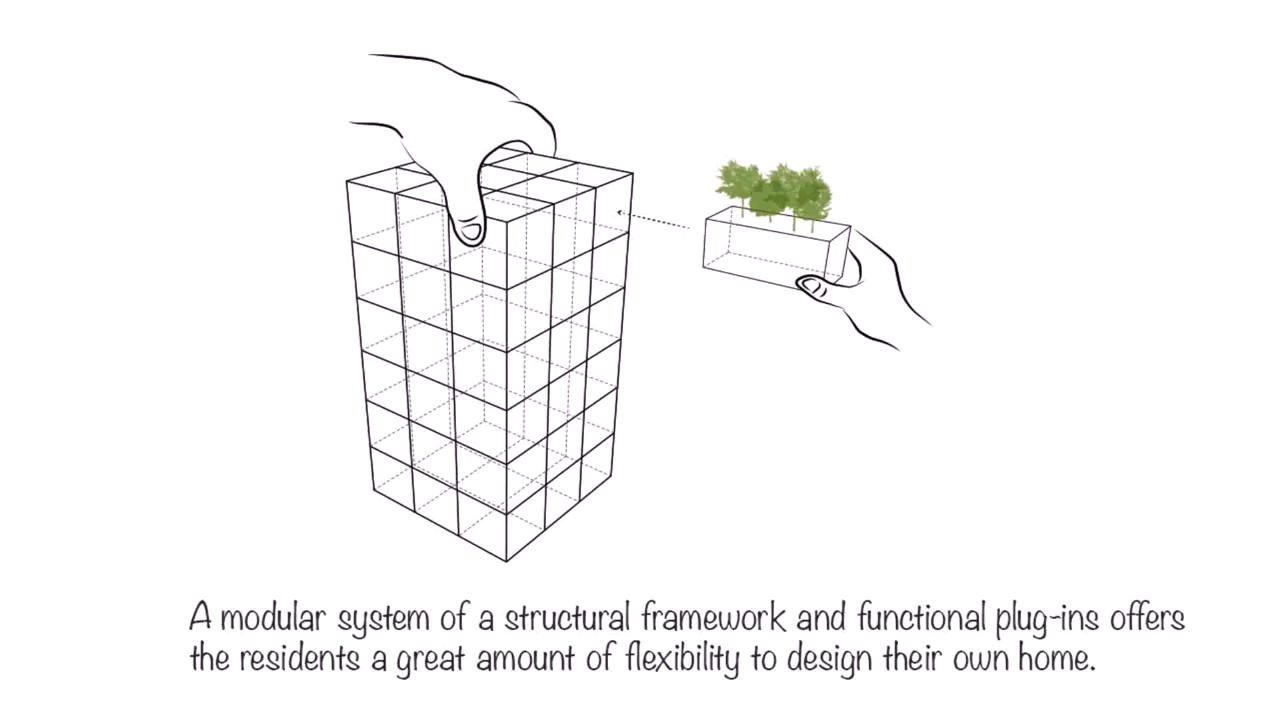 A modular system of a structural framework and functional plug-ins offers
the residents a great amount of flexibility to design their own home.